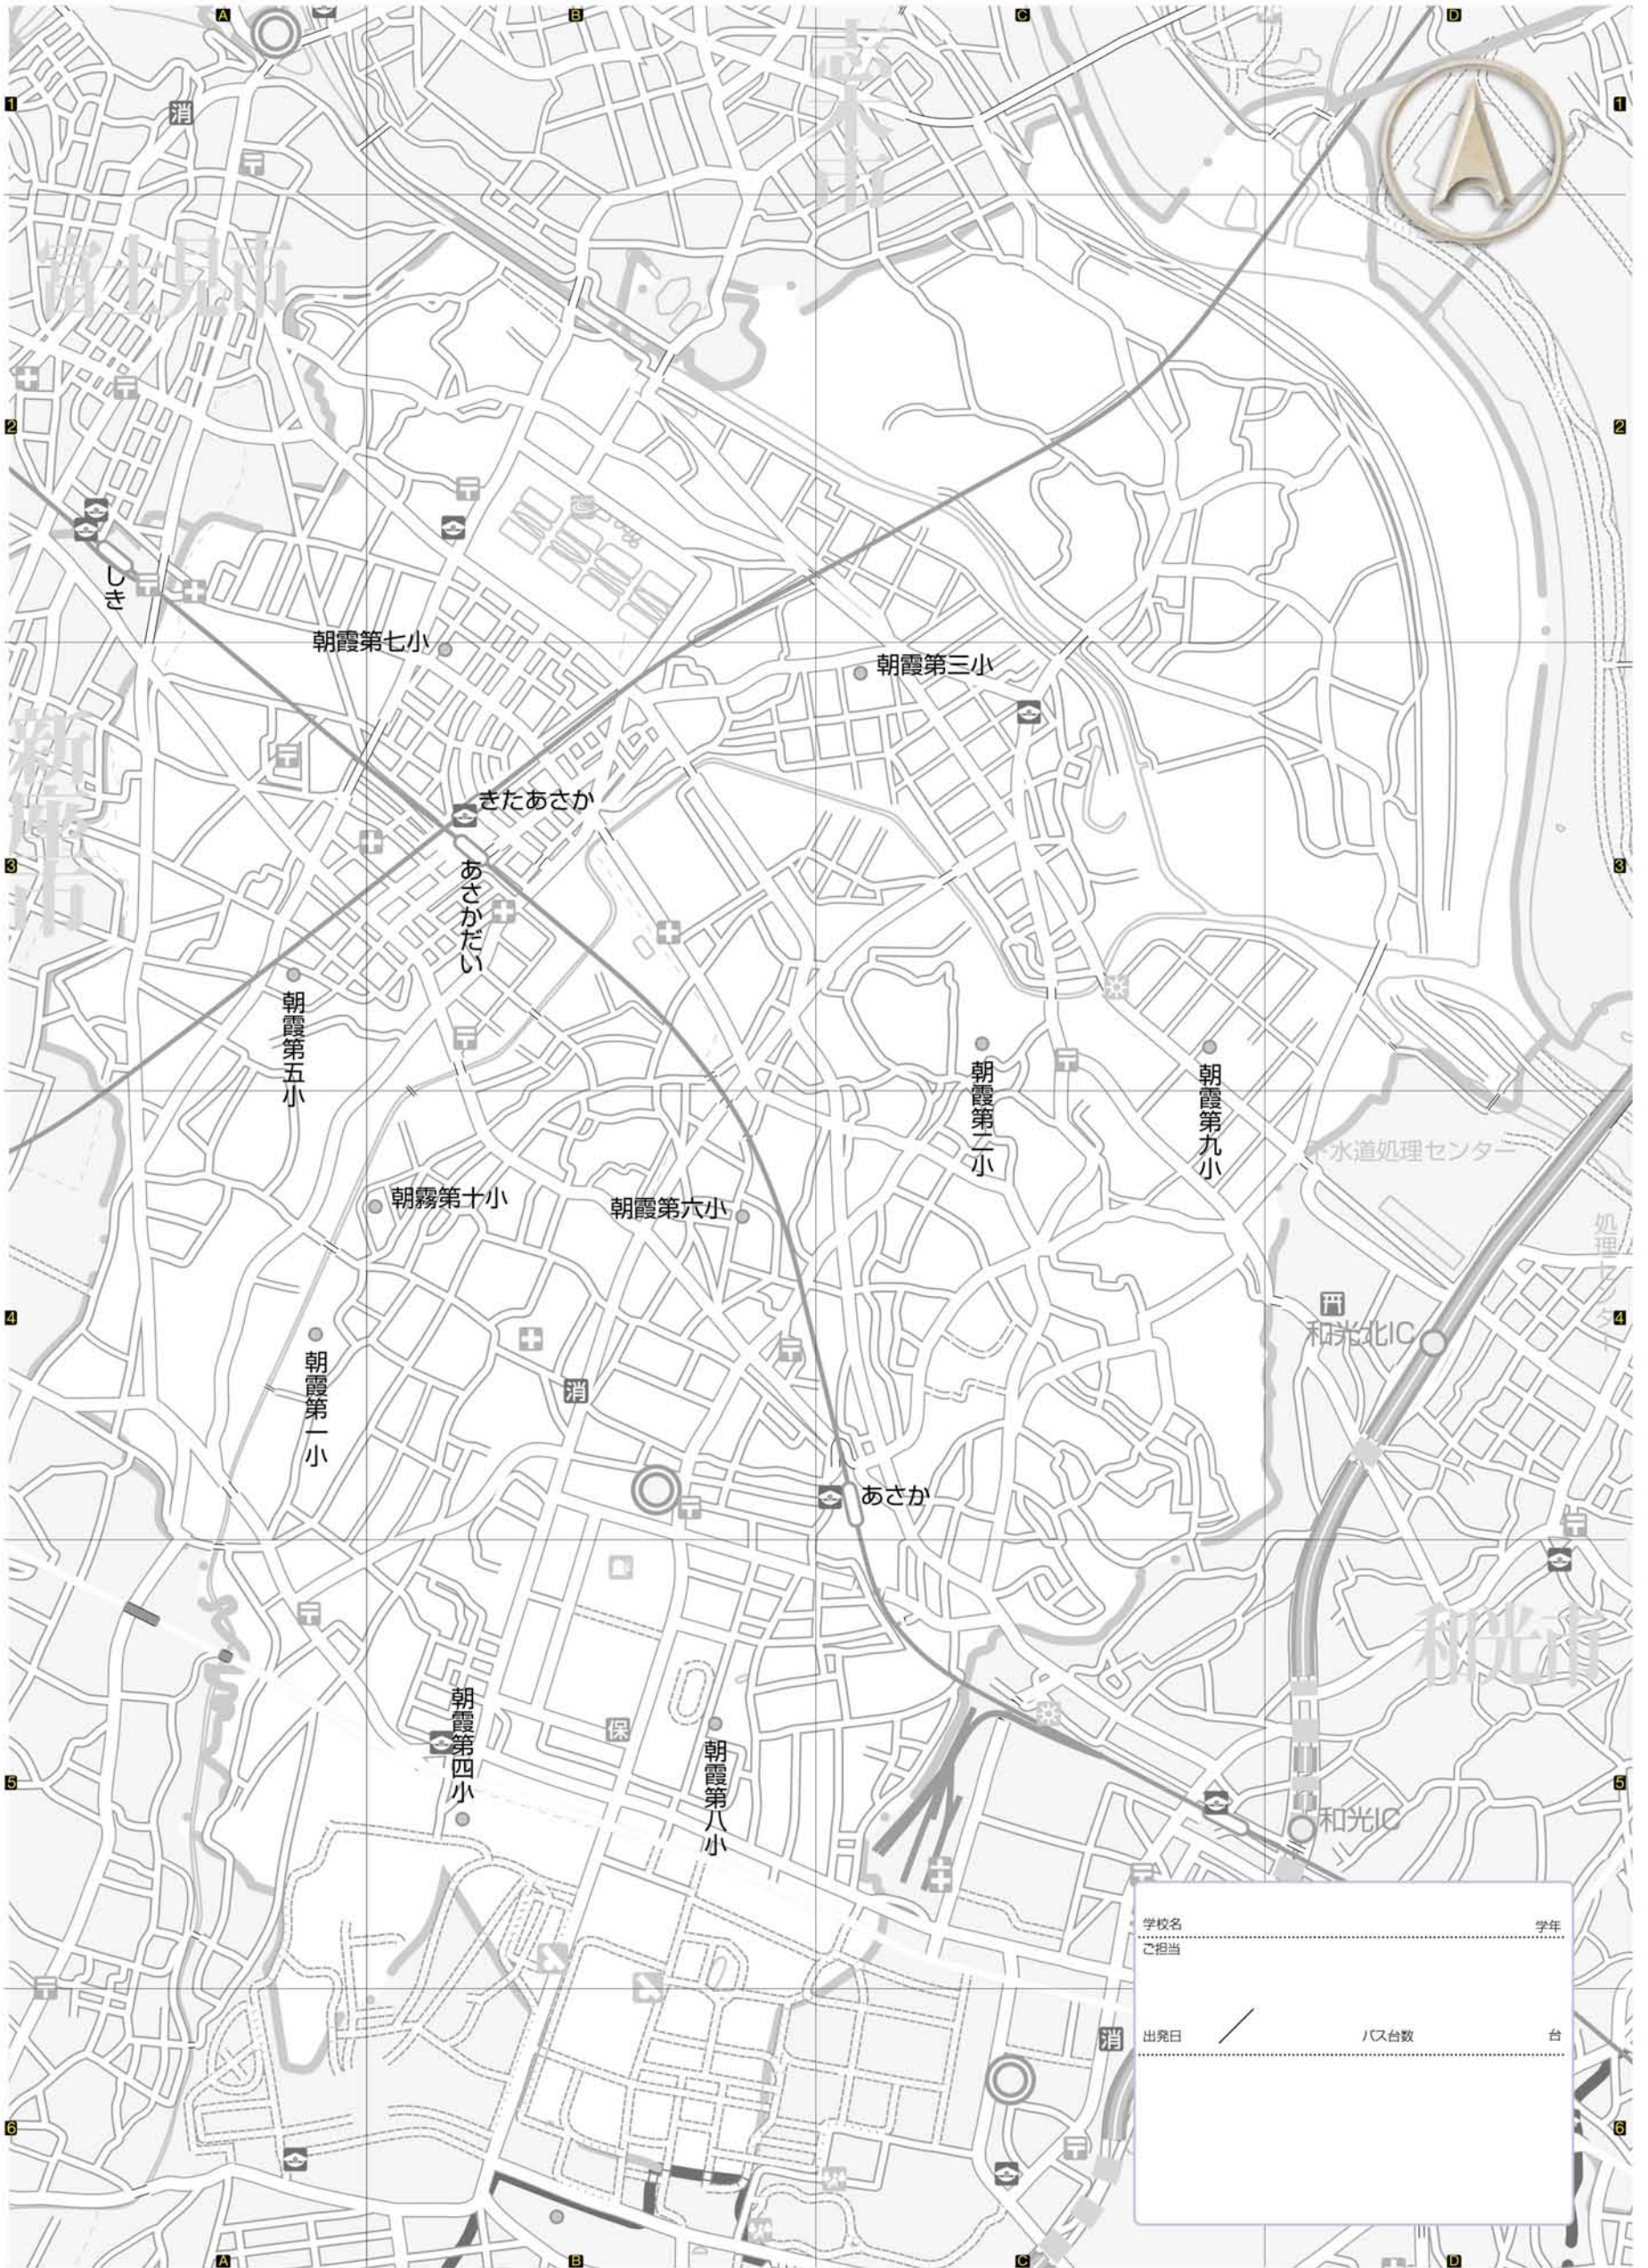 A
B
C
D
1
消
1
志木市
富士見市
2
2
しき
朝霞第七小
朝霞第三小
新座市
きたあさか
3
あさかだい
3
朝霞第五小
朝霞第二小
朝霞第九小
下水道処理センター
朝霧第十小
朝霞第六小
処理センター
4
和光北IC
4
朝霞第一小
消
あさか
和光市
朝霞第四小
保
朝霞第八小
5
和光IC
5
学校名
学年
ご担当
消
出発日 ／
バス台数
台
6
6
A
B
C
D